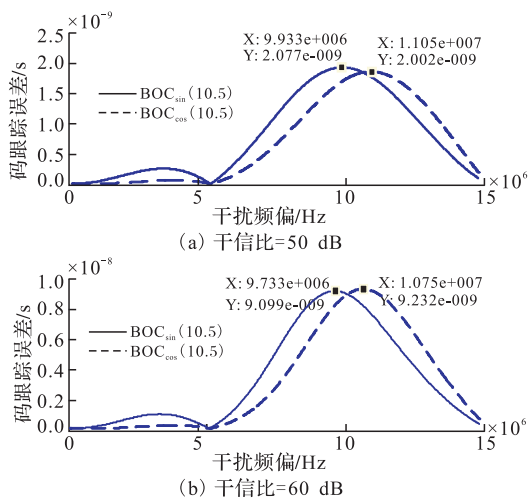 ×10⁻⁹
2.5
2.0
1.5
1.0
0.5
0.0
码跟踪误差/s
X: 9.933e+006
Y: 2.077e-009
X: 1.105e+007
Y: 2.002e-009
BOCsin(10.5)
BOCcos(10.5)
0
5
10
15
×10⁶
干扰频偏/Hz
(a) 干信比=50 dB
×10⁻⁸
1.0
0.8
0.6
0.4
0.2
0
码跟踪误差/s
X: 9.733e+006
Y: 9.099e-009
X: 1.075e+007
Y: 9.232e-009
BOCsin(10.5)
BOCcos(10.5)
0
5
10
15
×10⁶
干扰频偏/Hz
(b) 干信比=60 dB